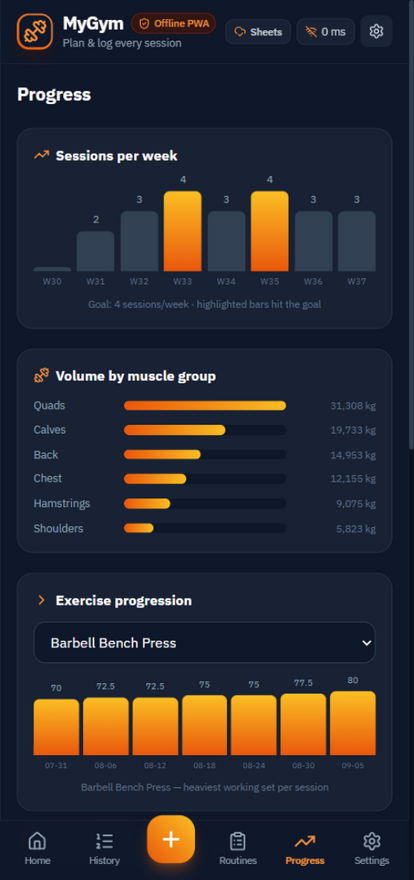 MyGym
Offline PWA
Plan & log every session
Sheets
0 ms
Progress
Sessions per week
4 4
3 3 3 3
2
W30 W31 W32 W33 W34 W35 W36 W37
Goal: 4 sessions/week · highlighted bars hit the goal
Volume by muscle group
Quads 31,308 kg
Calves 19,733 kg
Back 14,953 kg
Chest 12,155 kg
Hamstrings 9,075 kg
Shoulders 5,823 kg
Exercise progression
Barbell Bench Press
70 72.5 72.5 75 75 77.5 80
07-31 08-06 08-12 08-18 08-24 08-30 09-05
Barbell Bench Press — heaviest working set per session
Home History Routines Progress Settings